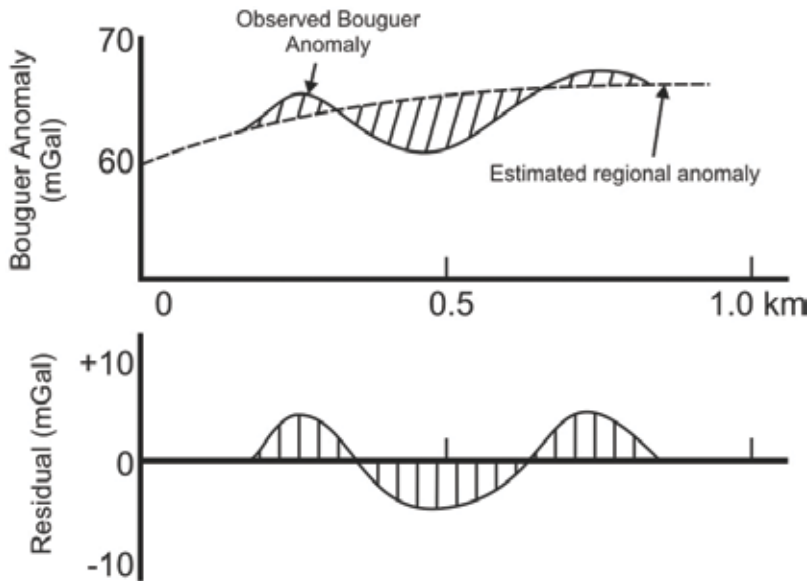 70
Observed Bouguer
Anomaly
60
Bouguer Anomaly
(mGal)
Estimated regional anomaly
0
0.5
1.0 km
+10
0
-10
Residual (mGal)